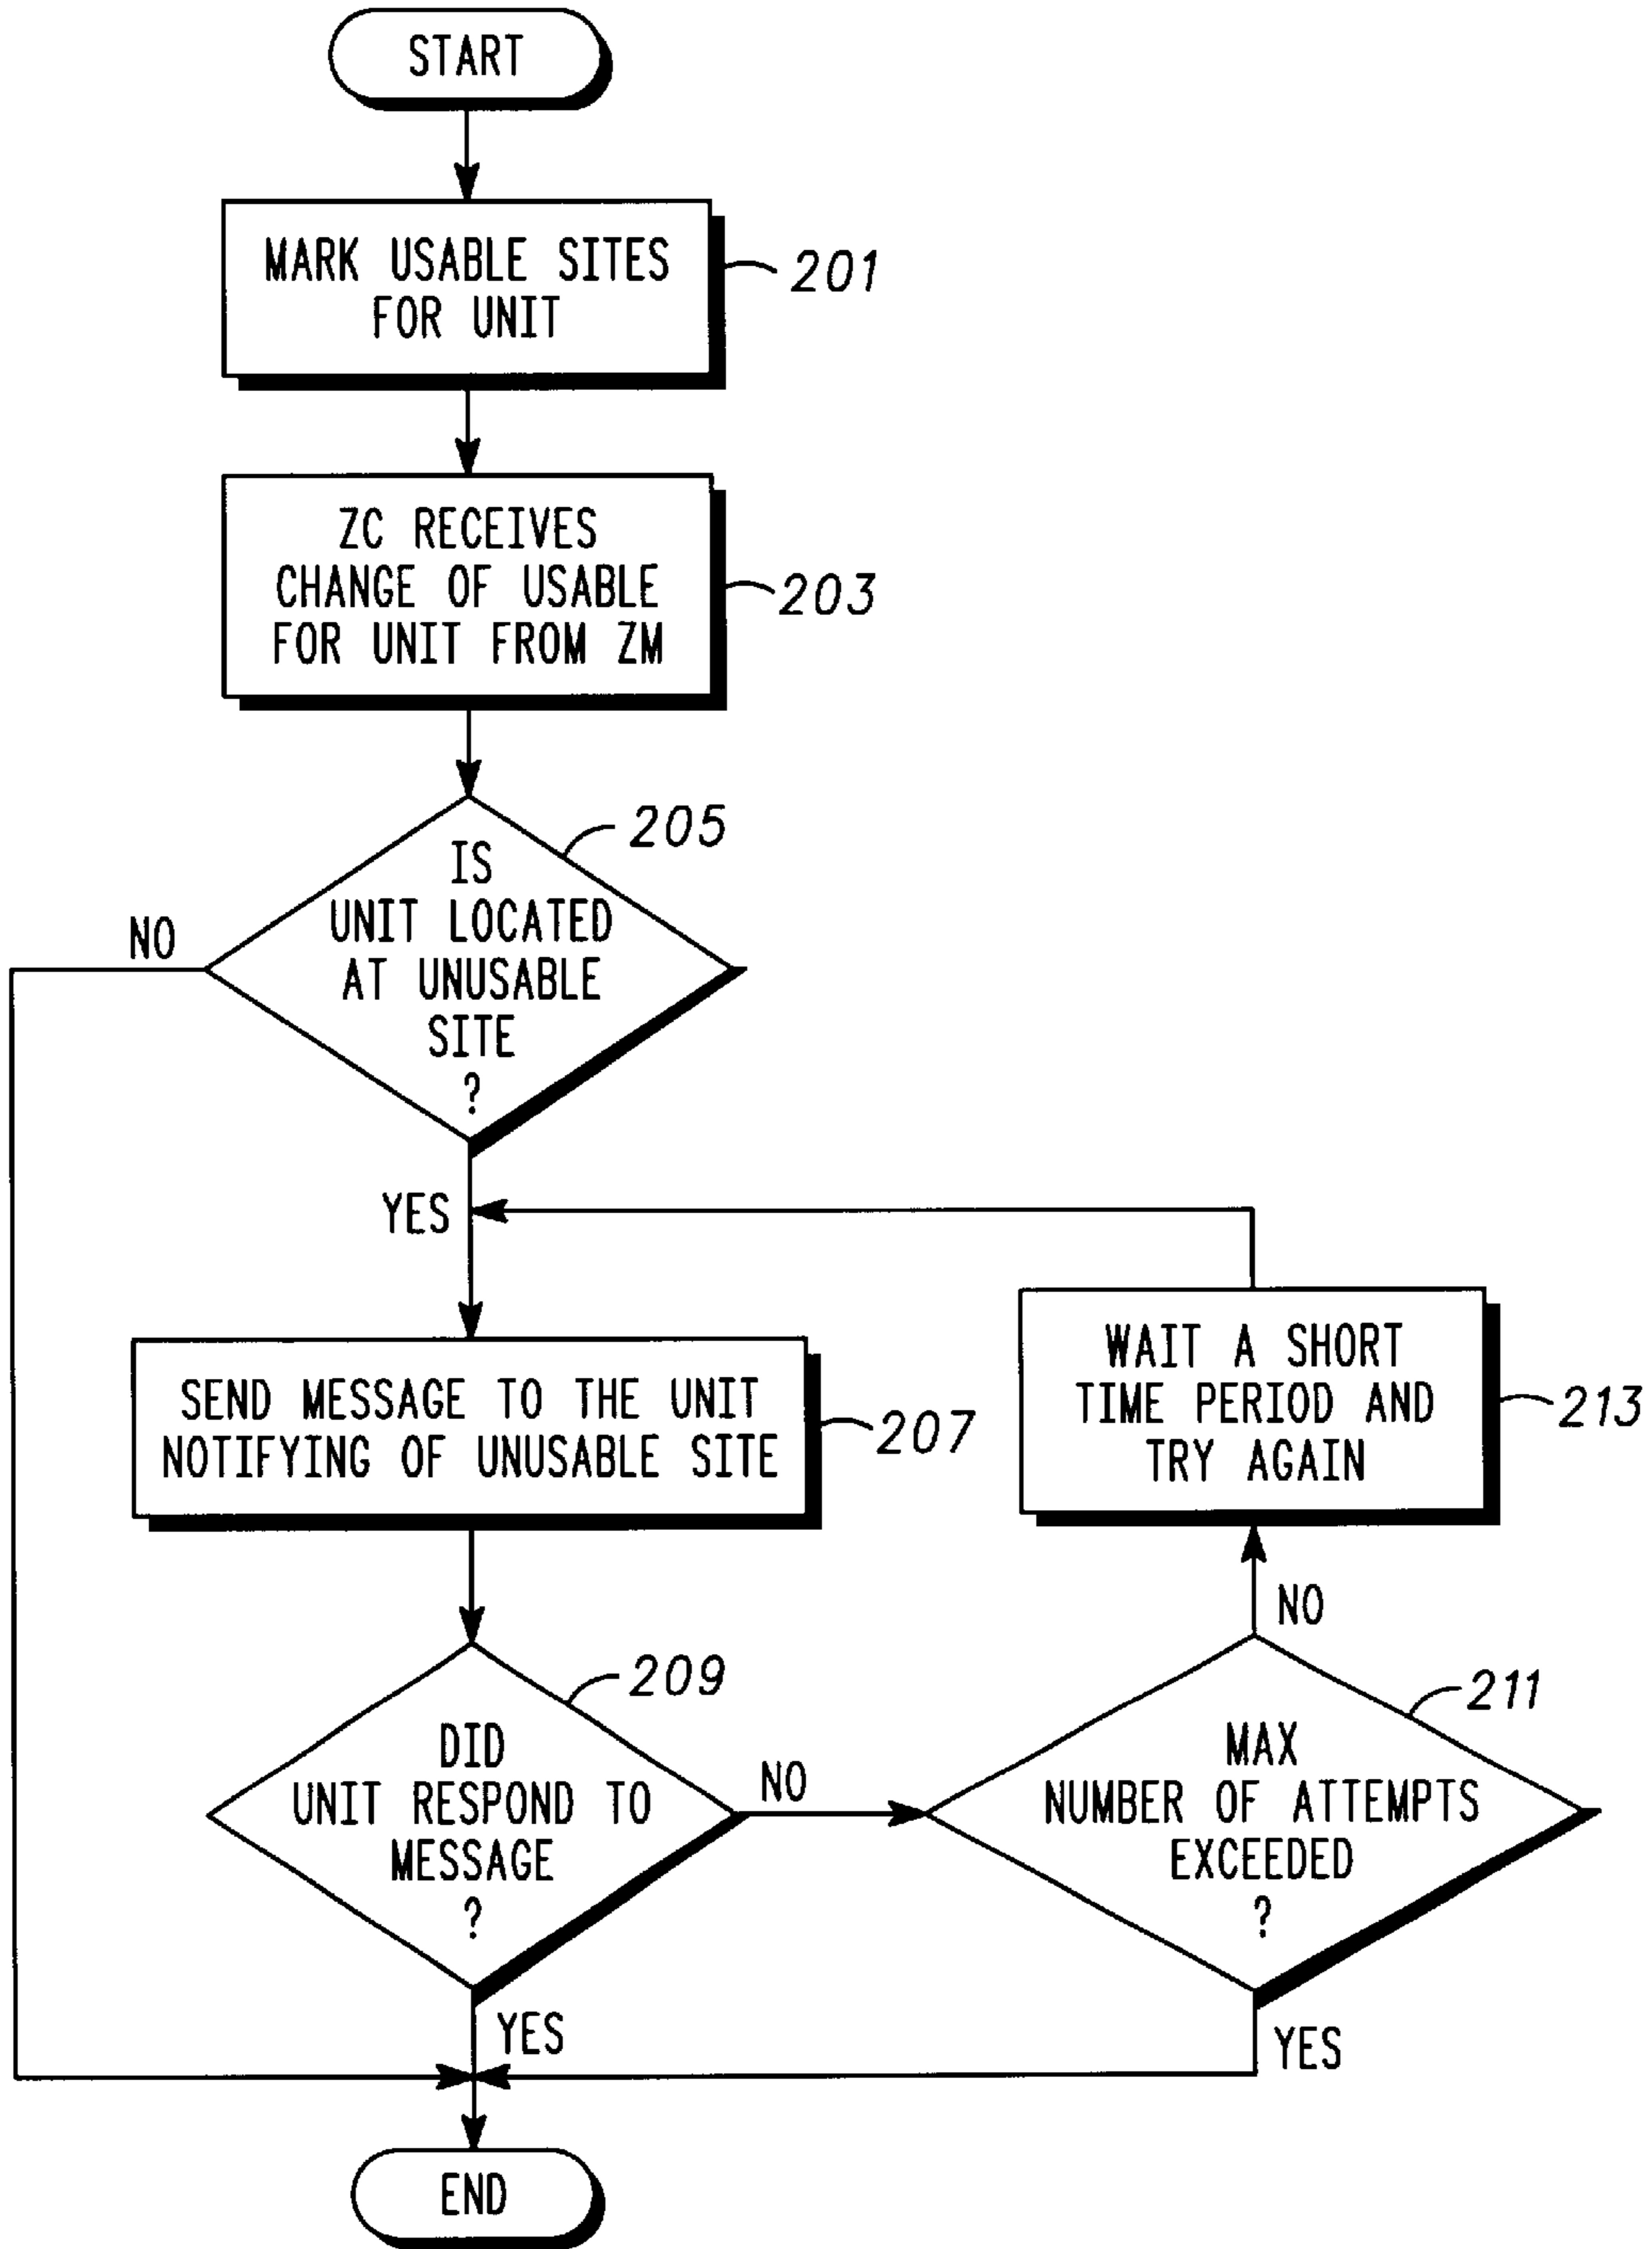 START
MARK USABLE SITES
FOR UNIT
201
ZC RECEIVES
CHANGE OF USABLE
FOR UNIT FROM ZM
203
205
IS
UNIT LOCATED
AT UNUSABLE
SITE
?
NO
YES
SEND MESSAGE TO THE UNIT
NOTIFYING OF UNUSABLE SITE
207
WAIT A SHORT
TIME PERIOD AND
TRY AGAIN
213
NO
209
DID
UNIT RESPOND TO
MESSAGE
?
NO
211
MAX
NUMBER OF ATTEMPTS
EXCEEDED
?
YES
YES
END